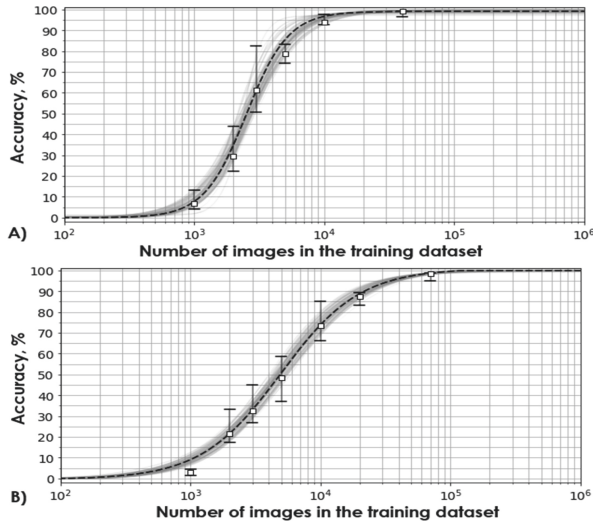 Accuracy, %
100
90
80
70
60
50
40
30
20
10
0
A)
10² 10³ 10⁴ 10⁵ 10⁶
Number of images in the training dataset
Accuracy, %
100
90
80
70
60
50
40
30
20
10
0
B)
10² 10³ 10⁴ 10⁵ 10⁶
Number of images in the training dataset